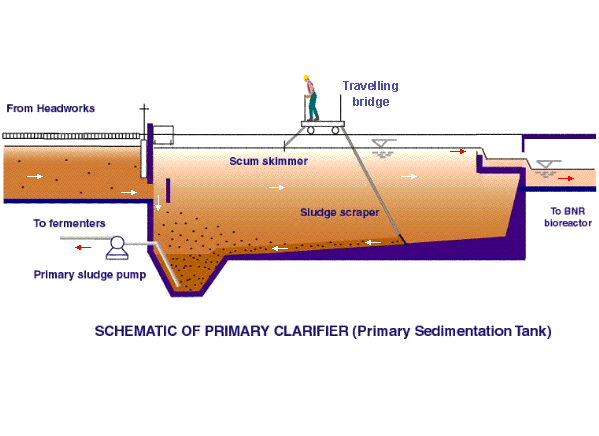 Travelling
bridge
From Headworks
Scum skimmer
Sludge scraper
To BNR
bioreactor
To fermenters
Primary sludge pump
SCHEMATIC OF PRIMARY CLARIFIER (Primary Sedimentation Tank)